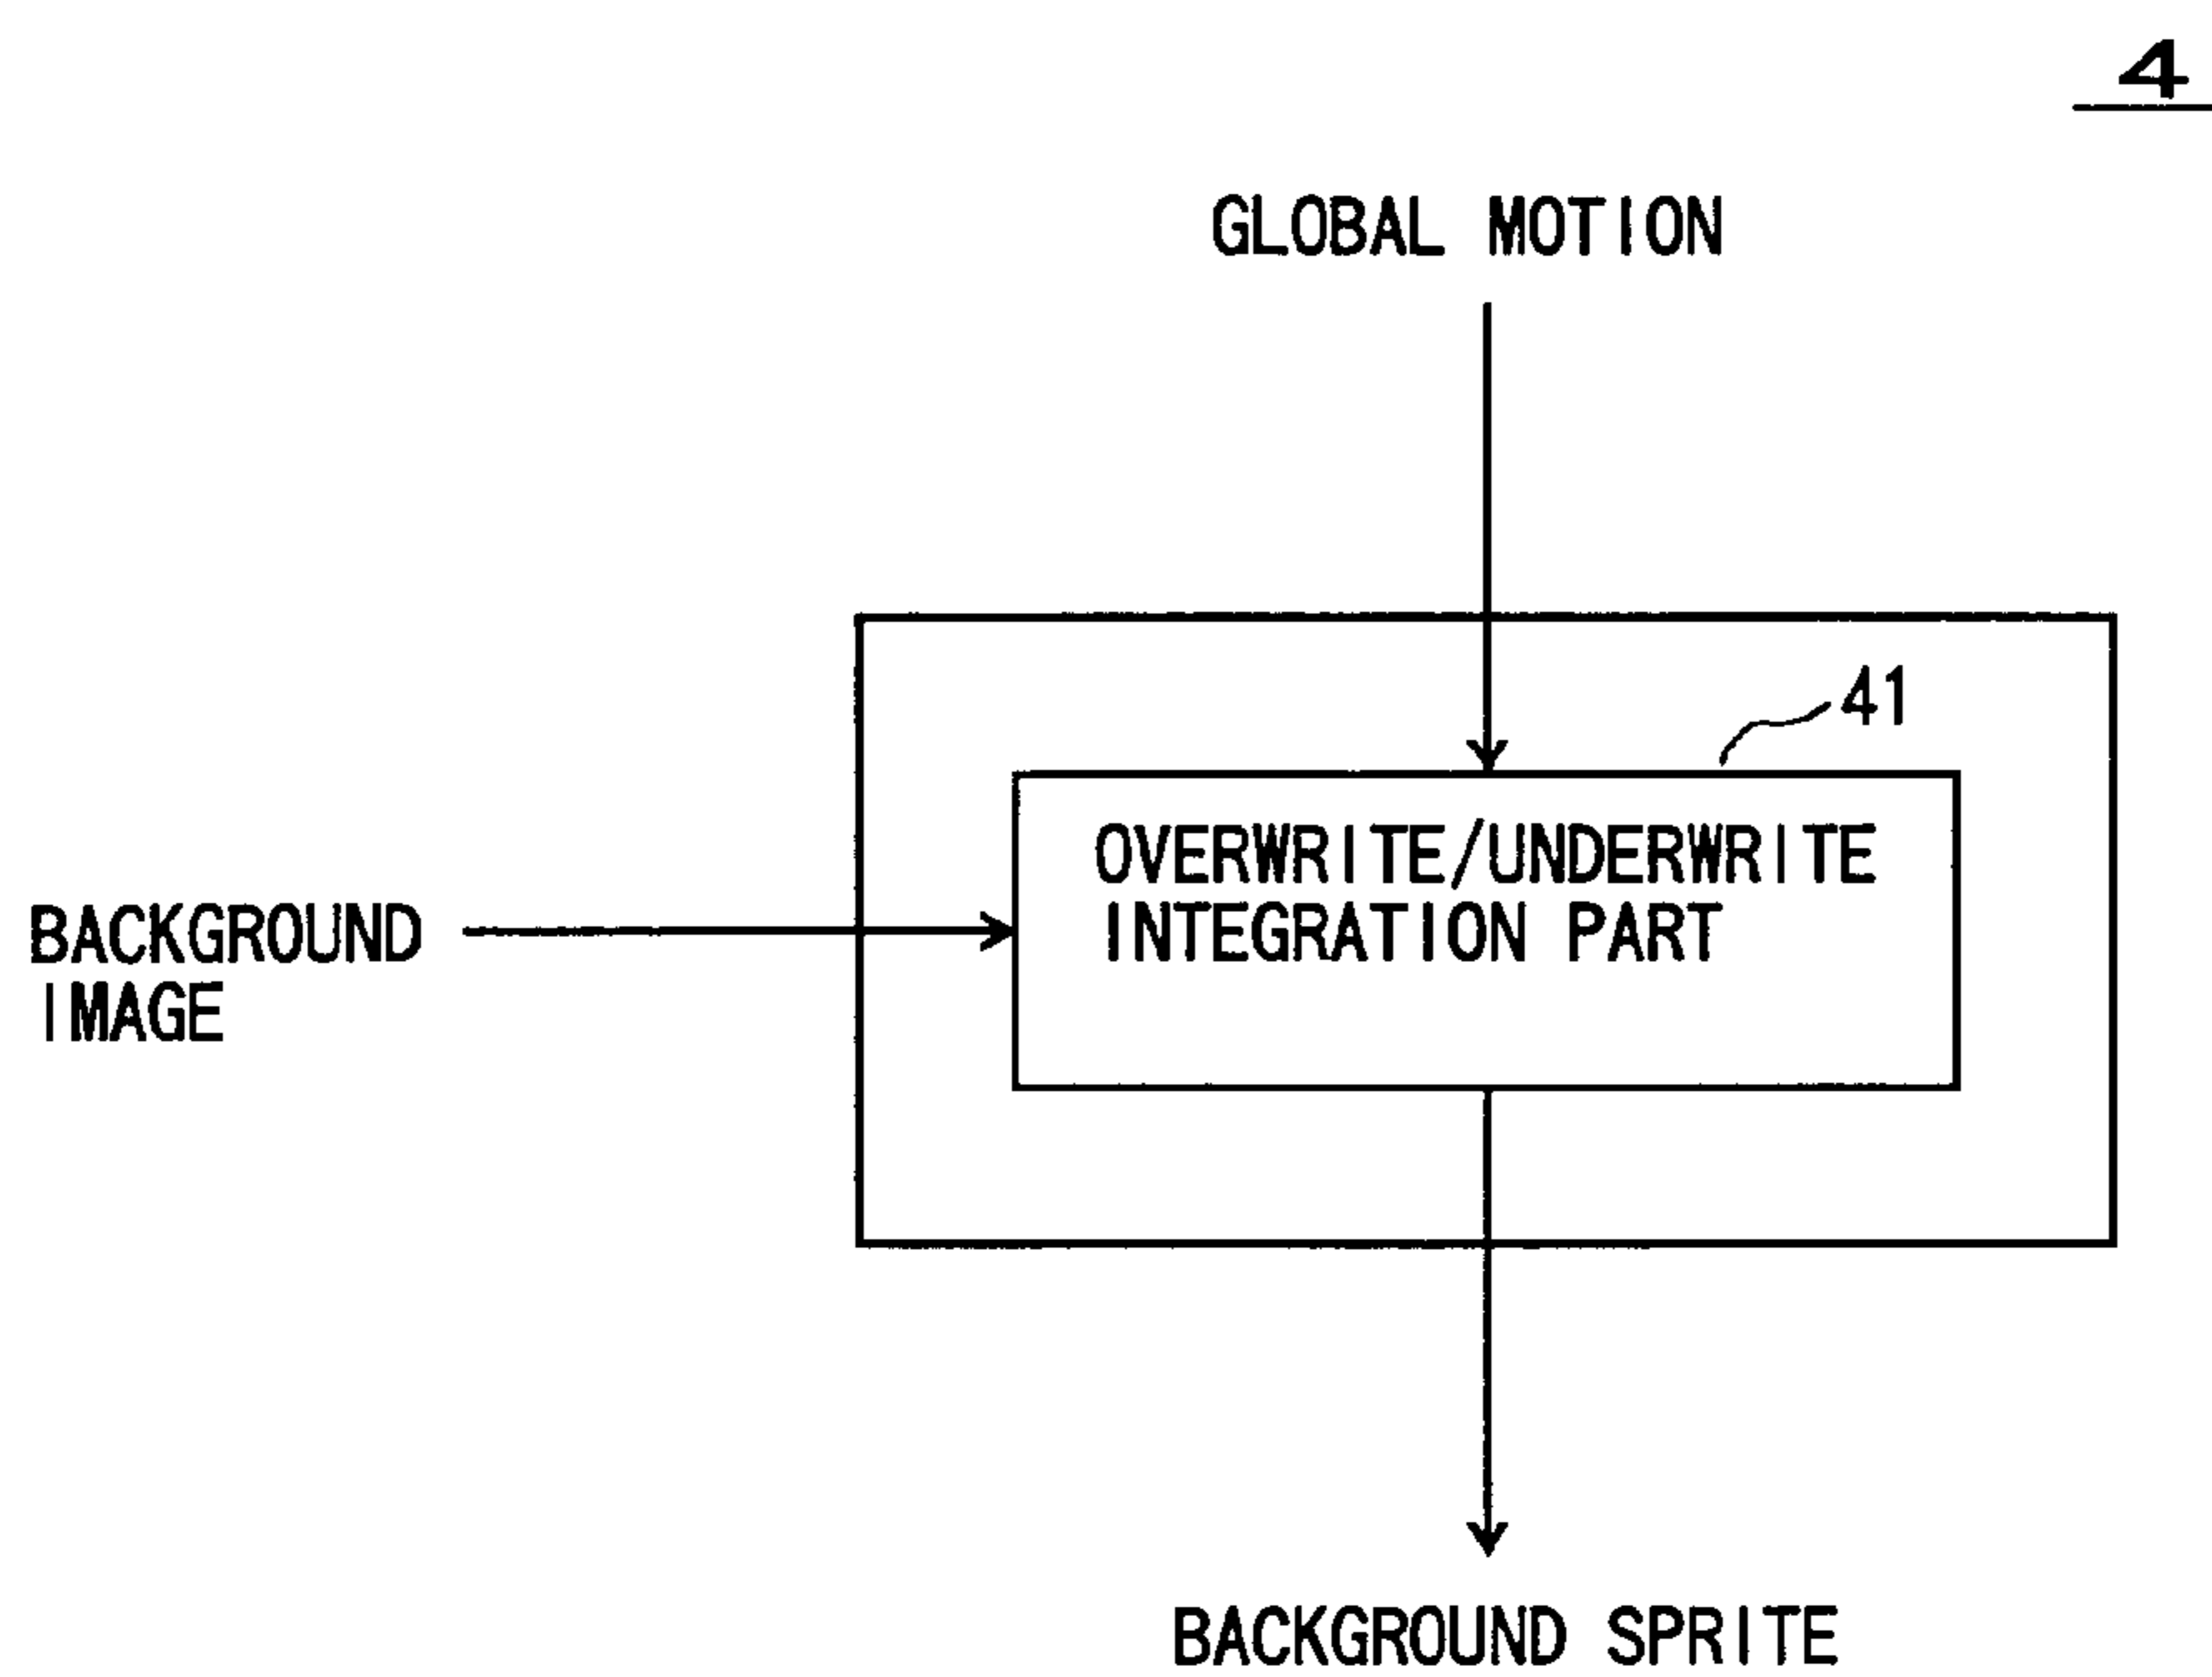 4
GLOBAL MOTION
41
OVERWRITE/UNDERWRITE
INTEGRATION PART
BACKGROUND
IMAGE
BACKGROUND SPRITE